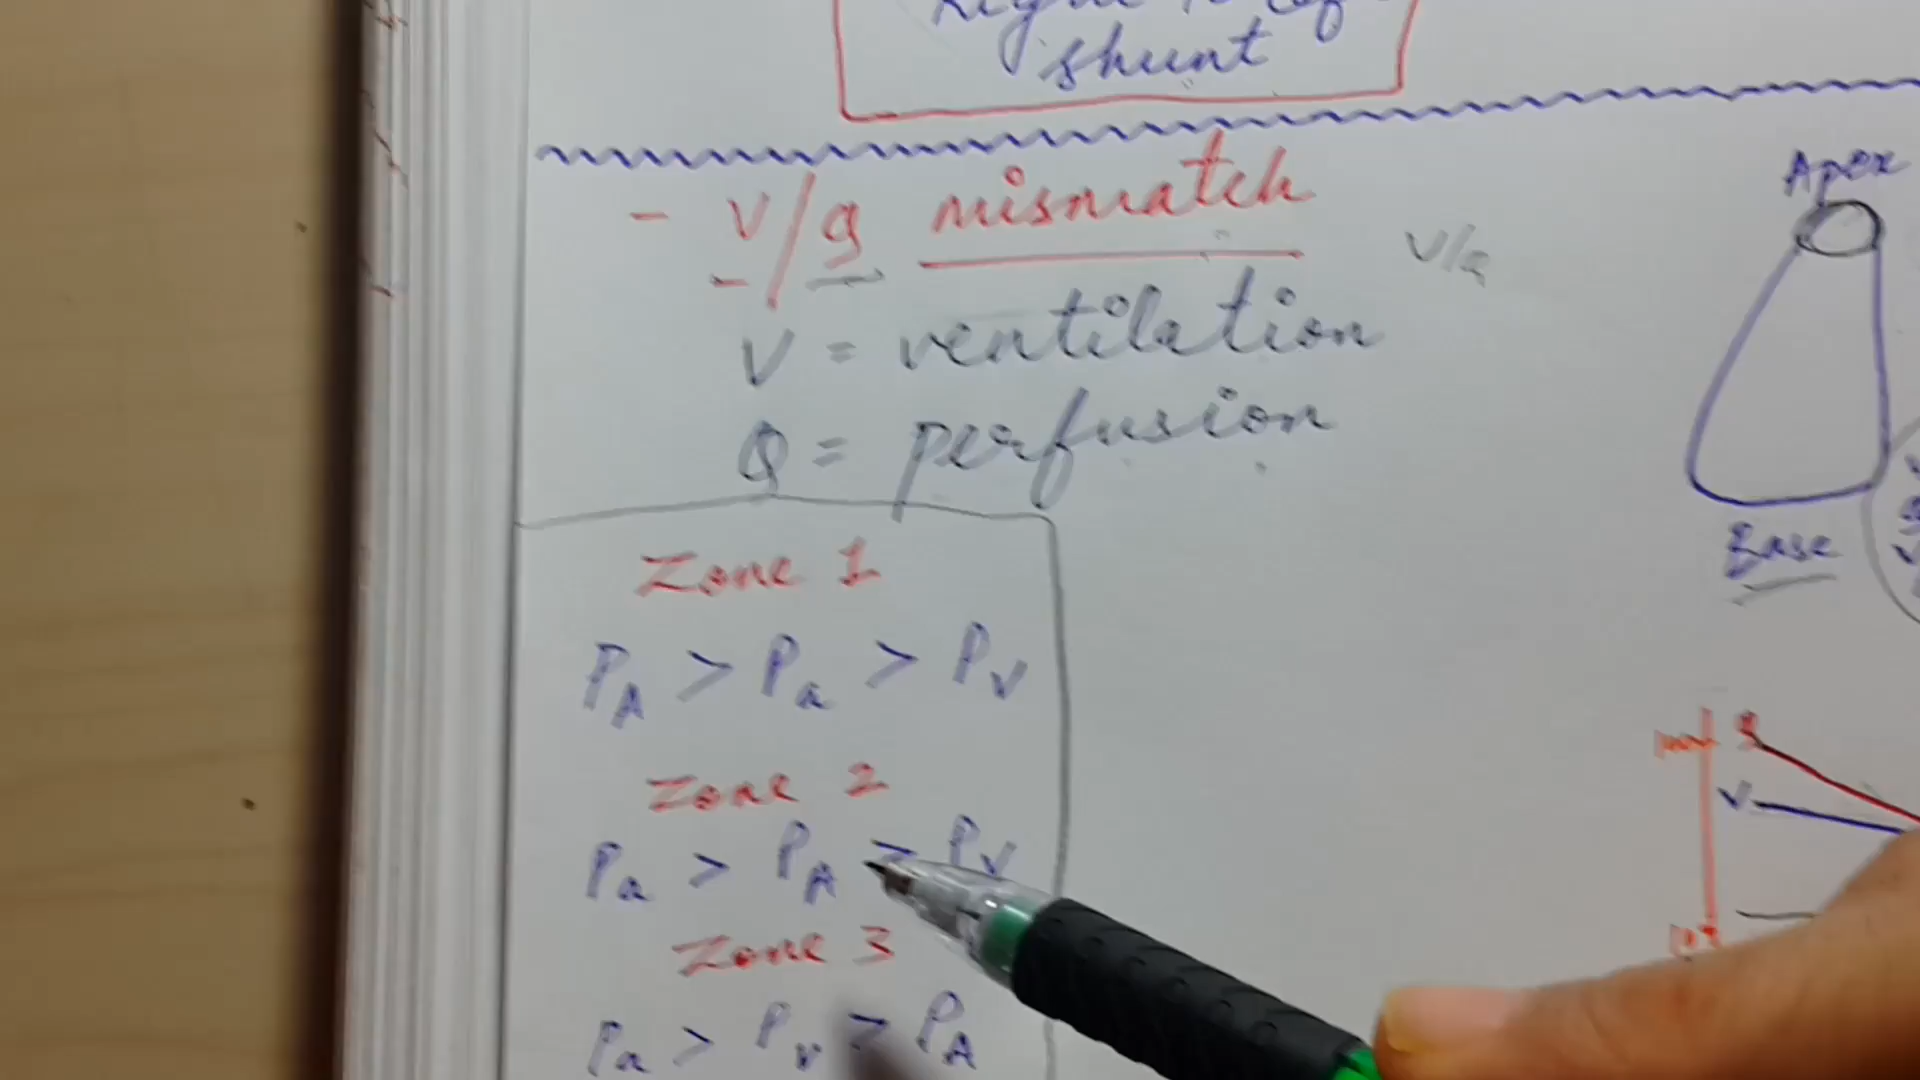 shunt
- V/Q mismatch
V/Q
V = ventilation
Q = perfusion
Zone 1
PA > Pa > PV
Zone 2
Pa > PA > PV
Zone 3
Pa > Pv > PA
Apex
Base
Q
V